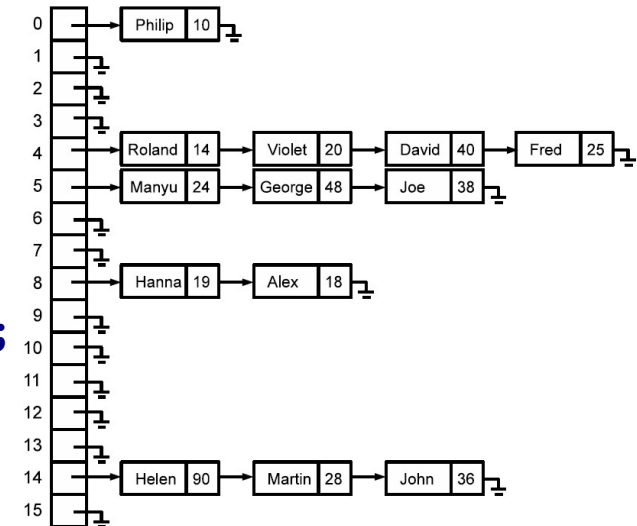 0 Philip 10
1
2
3
4 Roland 14 Violet 20 David 40 Fred 25
5 Manyu 24 George 48 Joe 38
6
7
8 Hanna 19 Alex 18
9
10
11
12
13
14 Helen 90 Martin 28 John 36
15